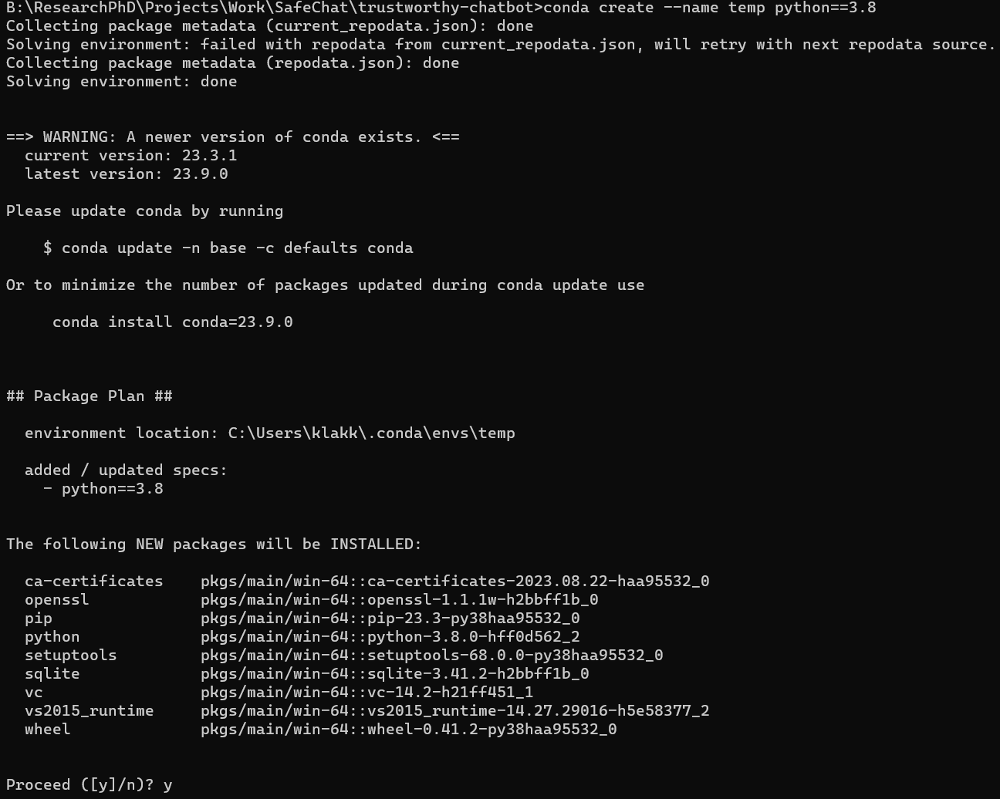 B:\ResearchPhD\Projects\Work\SafeChat\trustworthy-chatbot>conda create --name temp python==3.8
Collecting package metadata (current_repodata.json): done
Solving environment: failed with repodata from current_repodata.json, will retry with next repodata source.
Collecting package metadata (repodata.json): done
Solving environment: done
==> WARNING: A newer version of conda exists. <==
current version: 23.3.1
latest version: 23.9.0
Please update conda by running
$ conda update -n base -c defaults conda
Or to minimize the number of packages updated during conda update use
conda install conda=23.9.0
## Package Plan ##
environment location: C:\Users\klakk\.conda\envs\temp
added / updated specs:
- python==3.8
The following NEW packages will be INSTALLED:
ca-certificates pkgs/main/win-64::ca-certificates-2023.08.22-haa95532_0
openssl pkgs/main/win-64::openssl-1.1.1w-h2bbff1b_0
pip pkgs/main/win-64::pip-23.3-py38haa95532_0
python pkgs/main/win-64::python-3.8.0-hff0d562_2
setuptools pkgs/main/win-64::setuptools-68.0.0-py38haa95532_0
sqlite pkgs/main/win-64::sqlite-3.41.2-h2bbff1b_0
vc pkgs/main/win-64::vc-14.2-h21ff451_1
vs2015_runtime pkgs/main/win-64::vs2015_runtime-14.27.29016-h5e58377_2
wheel pkgs/main/win-64::wheel-0.41.2-py38haa95532_0
Proceed ([y]/n)? y